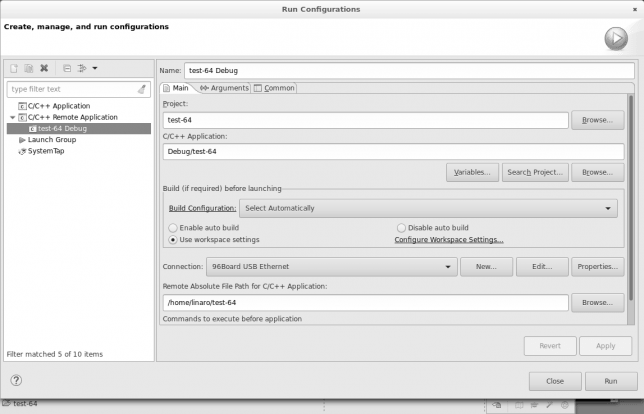 Run Configurations
Create, manage, and run configurations
Name: test-64 Debug
type filter text
Main Arguments Common
C/C++ Application
C/C++ Remote Application
test-64 Debug
Launch Group
SystemTap
Project:
test-64 Browse...
C/C++ Application:
Debug/test-64
Variables... Search Project... Browse...
Build (if required) before launching
Build Configuration: Select Automatically
Enable auto build Disable auto build
Use workspace settings Configure Workspace Settings...
Connection: 96Board USB Ethernet New... Edit... Properties...
Remote Absolute File Path for C/C++ Application:
/home/linaro/test-64 Browse...
Commands to execute before application
Filter matched 5 of 10 items
Revert Apply
Close Run
test-64